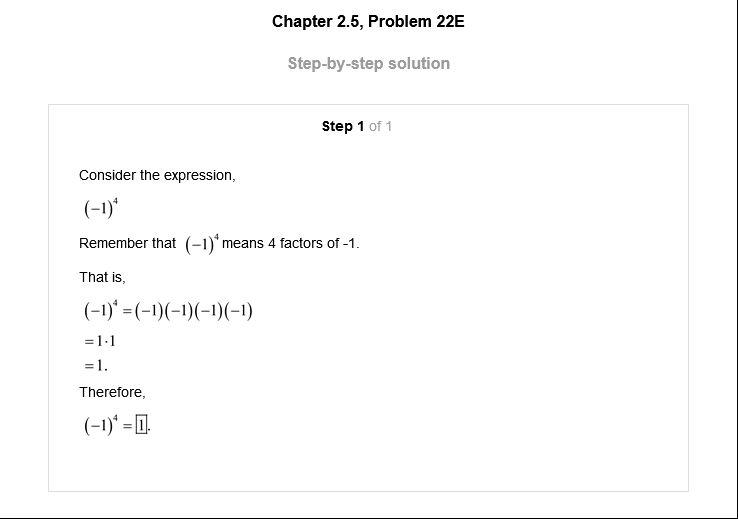 Chapter 2.5, Problem 22E
Step-by-step solution
Step 1 of 1
Consider the expression,
(−1)⁴
Remember that (−1)⁴ means 4 factors of -1.
That is,
(−1)⁴ = (−1)(−1)(−1)(−1)
= 1·1
= 1.
Therefore,
(−1)⁴ = 1.